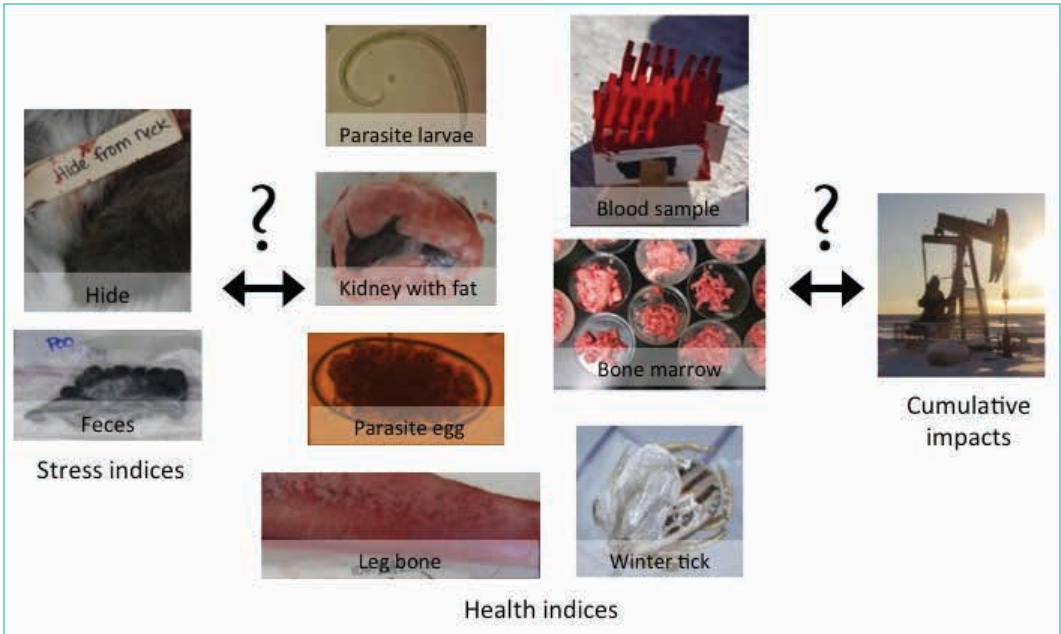 Hide from neck
Hide
Poo
Feces
Stress indices
?
Parasite larvae
Kidney with fat
Parasite egg
Leg bone
Blood sample
Bone marrow
Winter tick
Health indices
?
Cumulative
impacts